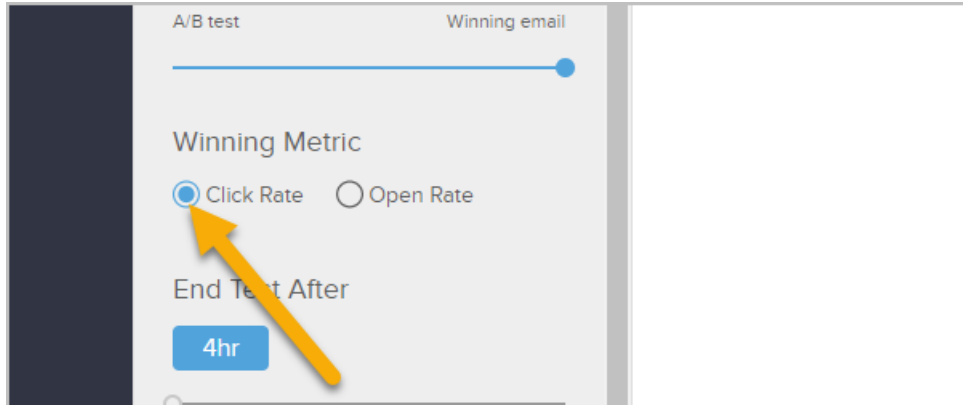 A/B test Winning email
Winning Metric
Click Rate Open Rate
End Test After
4hr